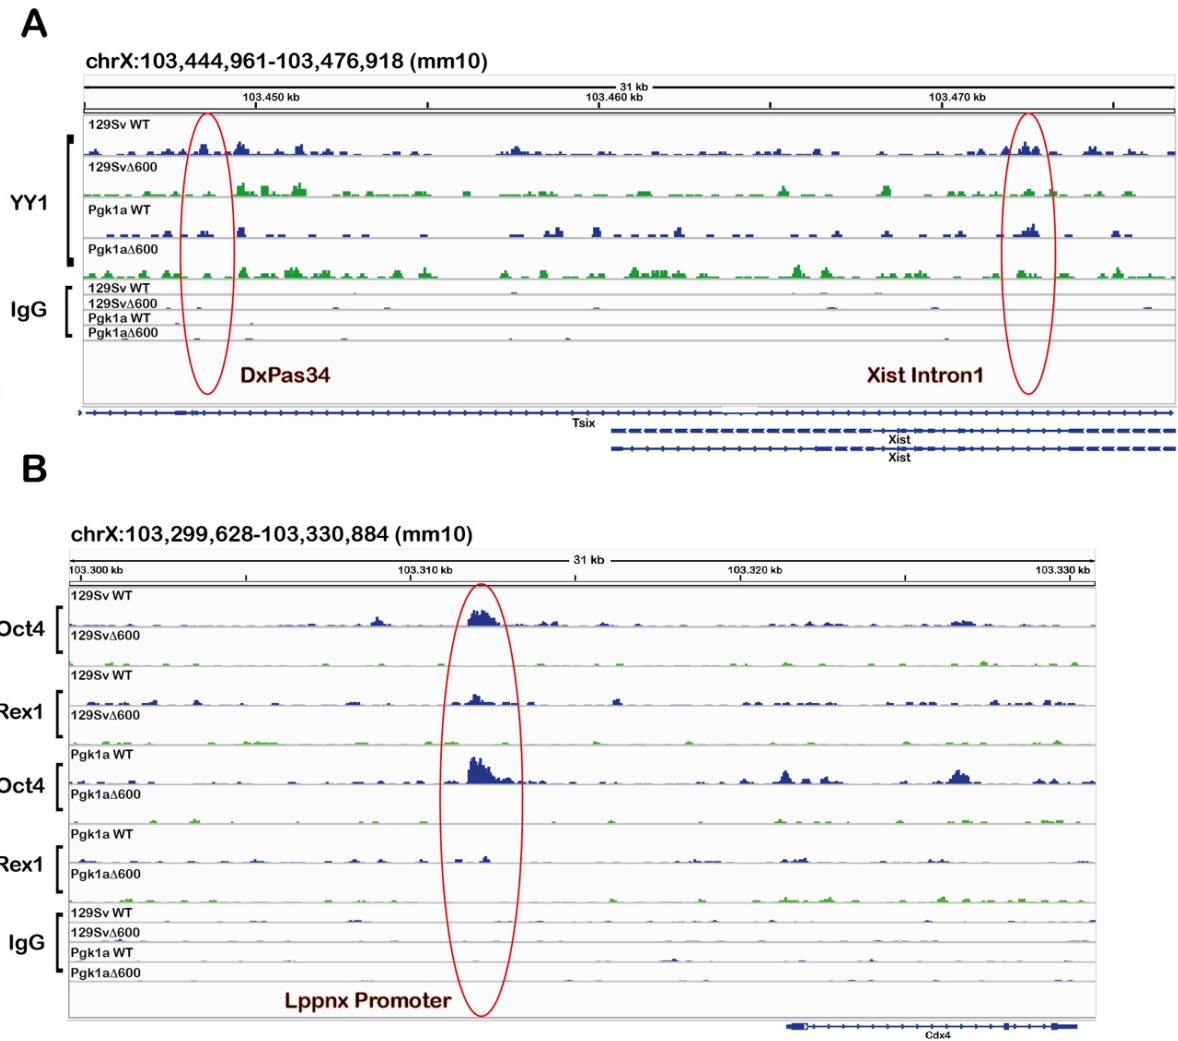 A
chrX:103,444,961-103,476,918 (mm10)
31 kb
103.450 kb 103.460 kb 103.470 kb
129Sv WT
129SvΔ600
YY1
Pgk1a WT
Pgk1aΔ600
129Sv WT
129SvΔ600
IgG
Pgk1a WT
Pgk1aΔ600
DxPas34 Xist Intron1
Tsix
Xist
Xist
B
chrX:103,299,628-103,330,884 (mm10)
31 kb
103.300 kb 103.310 kb 103.320 kb 103.330 kb
129Sv WT
Oct4
129SvΔ600
129Sv WT
Rex1
129SvΔ600
Pgk1a WT
Oct4
Pgk1aΔ600
Pgk1a WT
Rex1
Pgk1aΔ600
129Sv WT
129SvΔ600
IgG
Pgk1a WT
Pgk1aΔ600
Lppnx Promoter
Cdx4